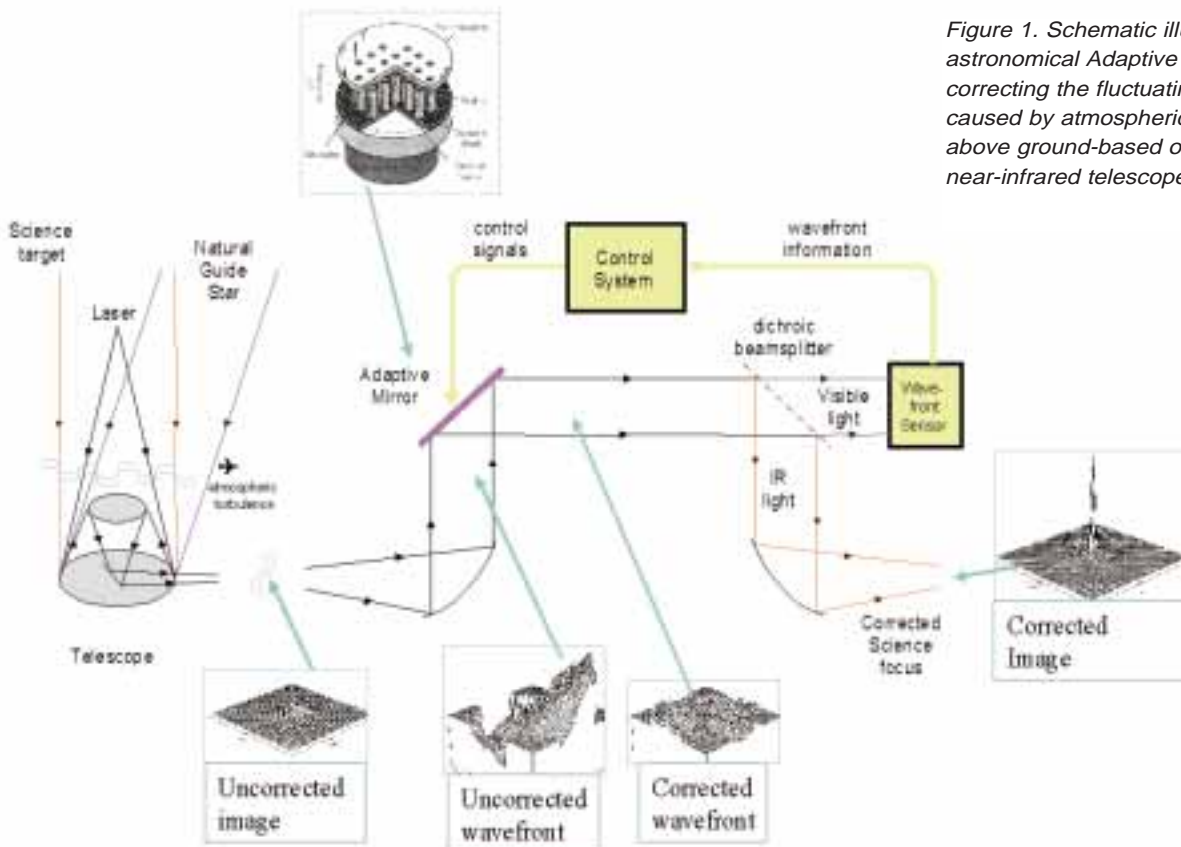 Figure 1. Schematic illu
astronomical Adaptive
correcting the fluctuatin
caused by atmospheric
above ground-based o
near-infrared telescope
Science
target
Natural
Guide
Star
Laser
control
signals
Control
System
wavefront
information
dichroic
beamsplitter
Adaptive
Mirror
Visible
light
Wave-
front
Sensor
atmospheric
turbulence
IR
light
Telescope
Corrected
Science
focus
Corrected
Image
Uncorrected
image
Uncorrected
wavefront
Corrected
wavefront